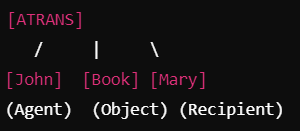 [ATRANS]
/ | \
[John] [Book] [Mary]
(Agent) (Object) (Recipient)